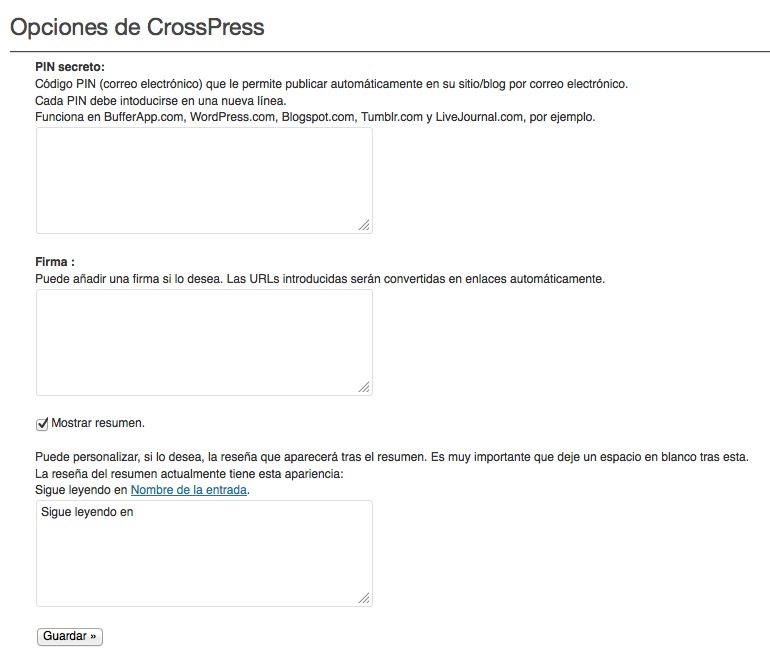 Opciones de CrossPress
PIN secreto:
Código PIN (correo electrónico) que le permite publicar automáticamente en su sitio/blog por correo electrónico.
Cada PIN debe intoducirse en una nueva línea.
Funciona en BufferApp.com, WordPress.com, Blogspot.com, Tumblr.com y LiveJournal.com, por ejemplo.
Firma :
Puede añadir una firma si lo desea. Las URLs introducidas serán convertidas en enlaces automáticamente.
Mostrar resumen.
Puede personalizar, si lo desea, la reseña que aparecerá tras el resumen. Es muy importante que deje un espacio en blanco tras esta.
La reseña del resumen actualmente tiene esta apariencia:
Sigue leyendo en Nombre de la entrada.
Sigue leyendo en
Guardar »